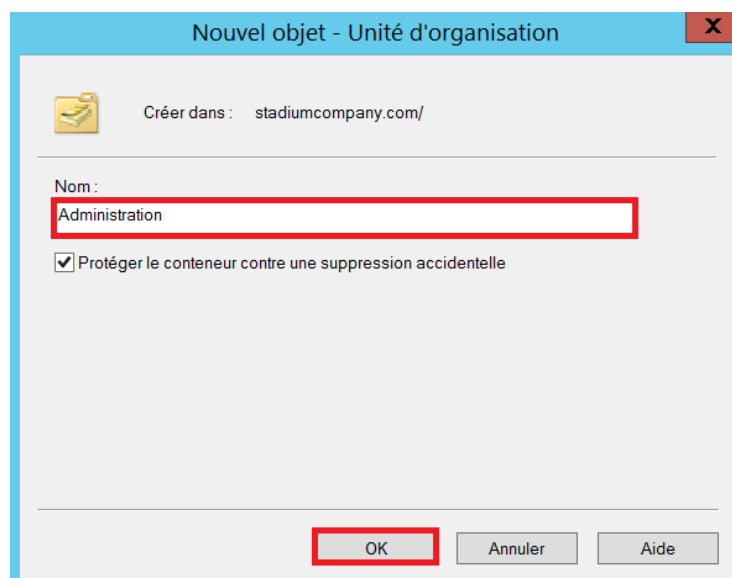 Nouvel objet - Unité d'organisation
X
Créer dans : stadiumcompany.com/
Nom :
Administration
Protéger le conteneur contre une suppression accidentelle
OK Annuler Aide